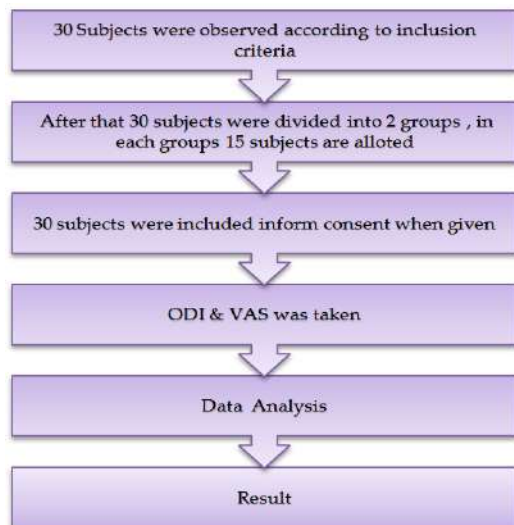 30 Subjects were observed according to inclusion
criteria
After that 30 subjects were divided into 2 groups , in
each groups 15 subjects are alloted
30 subjects were included inform consent when given
ODI & VAS was taken
Data Analysis
Result